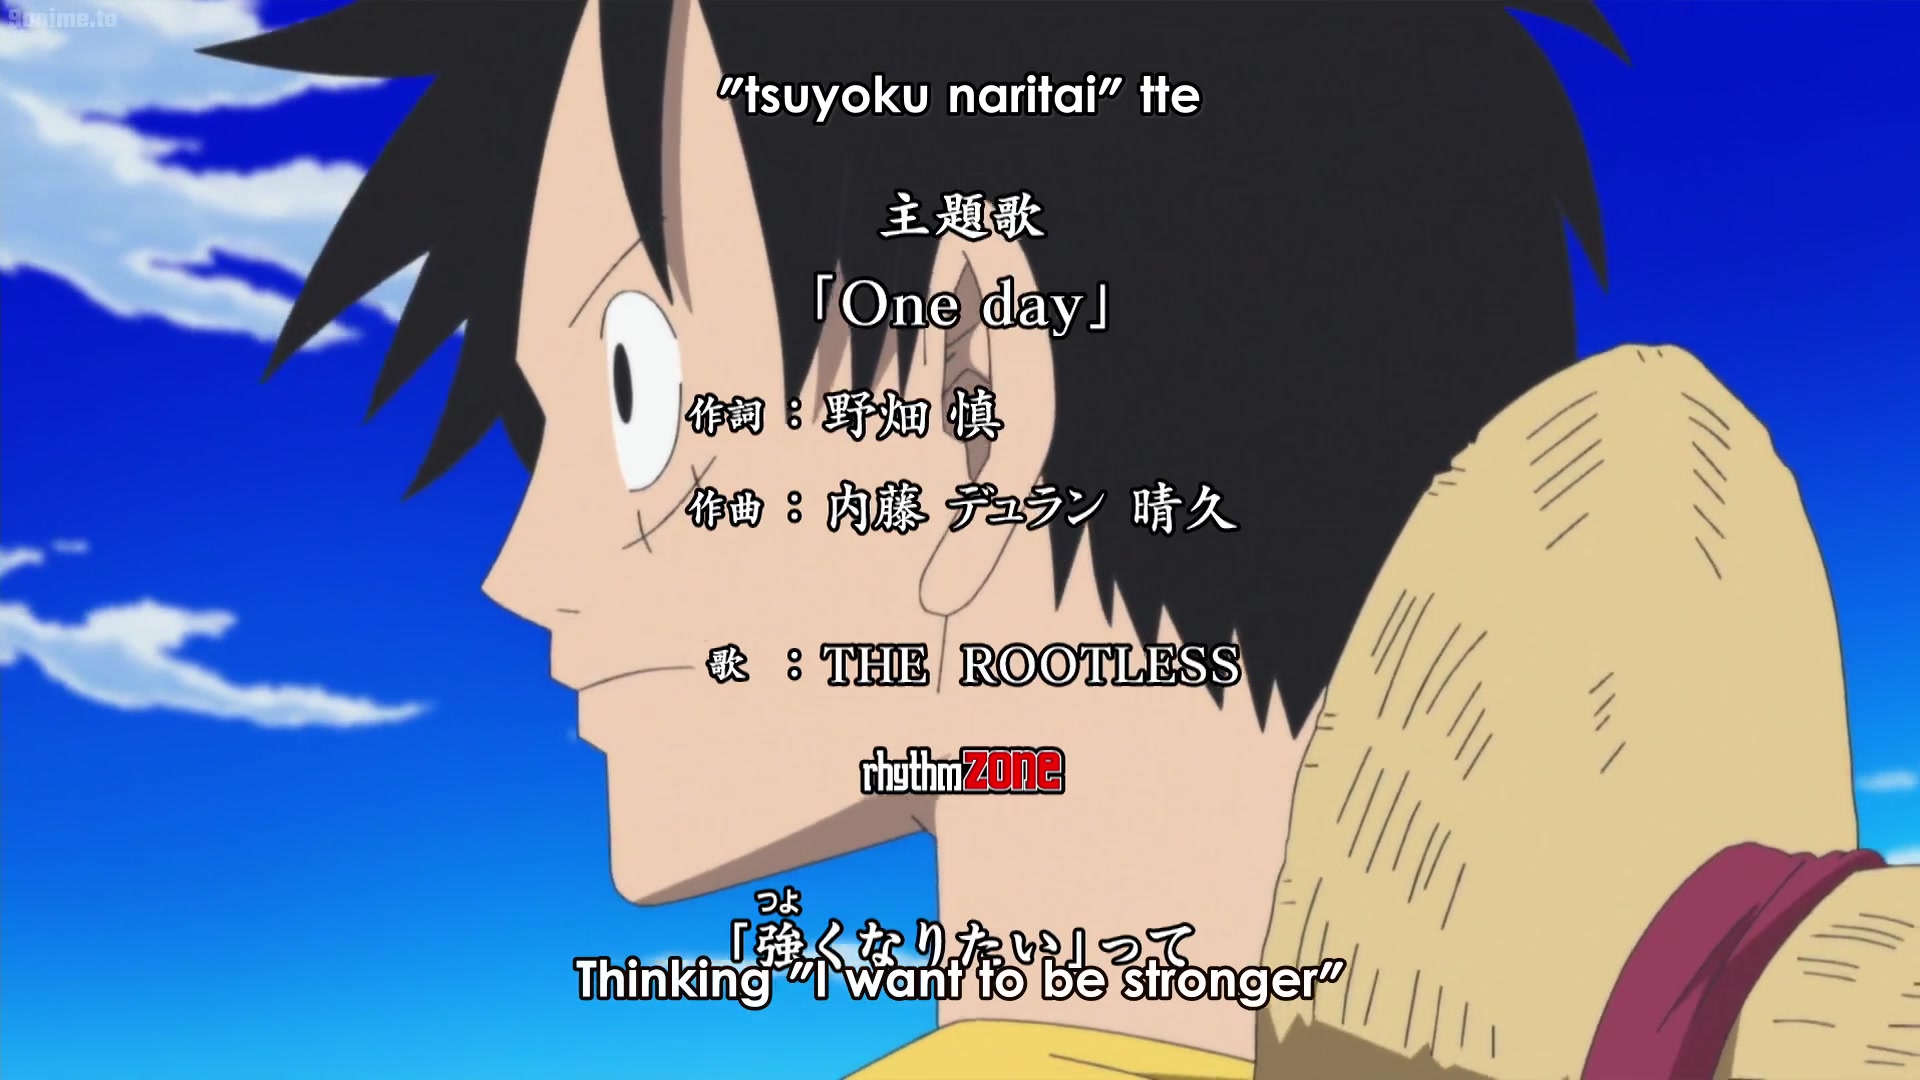 9anime.to
"tsuyoku naritai" tte
主題歌
「One day」
作詞：野畑 慎
作曲：内藤 デュラン 晴久
歌：THE ROOTLESS
rhythmzone
つよ
「強くなりたい」って
Thinking "I want to be stronger"